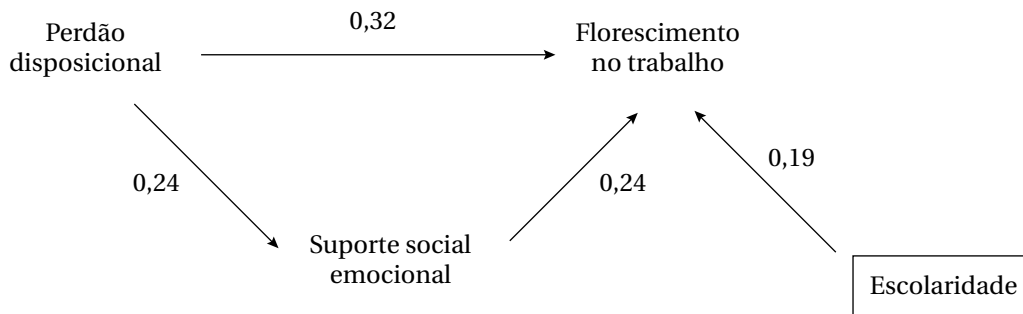 0,32
Perdão
disposicional
Florescimento
no trabalho
0,24
0,24
0,19
Suporte social
emocional
Escolaridade